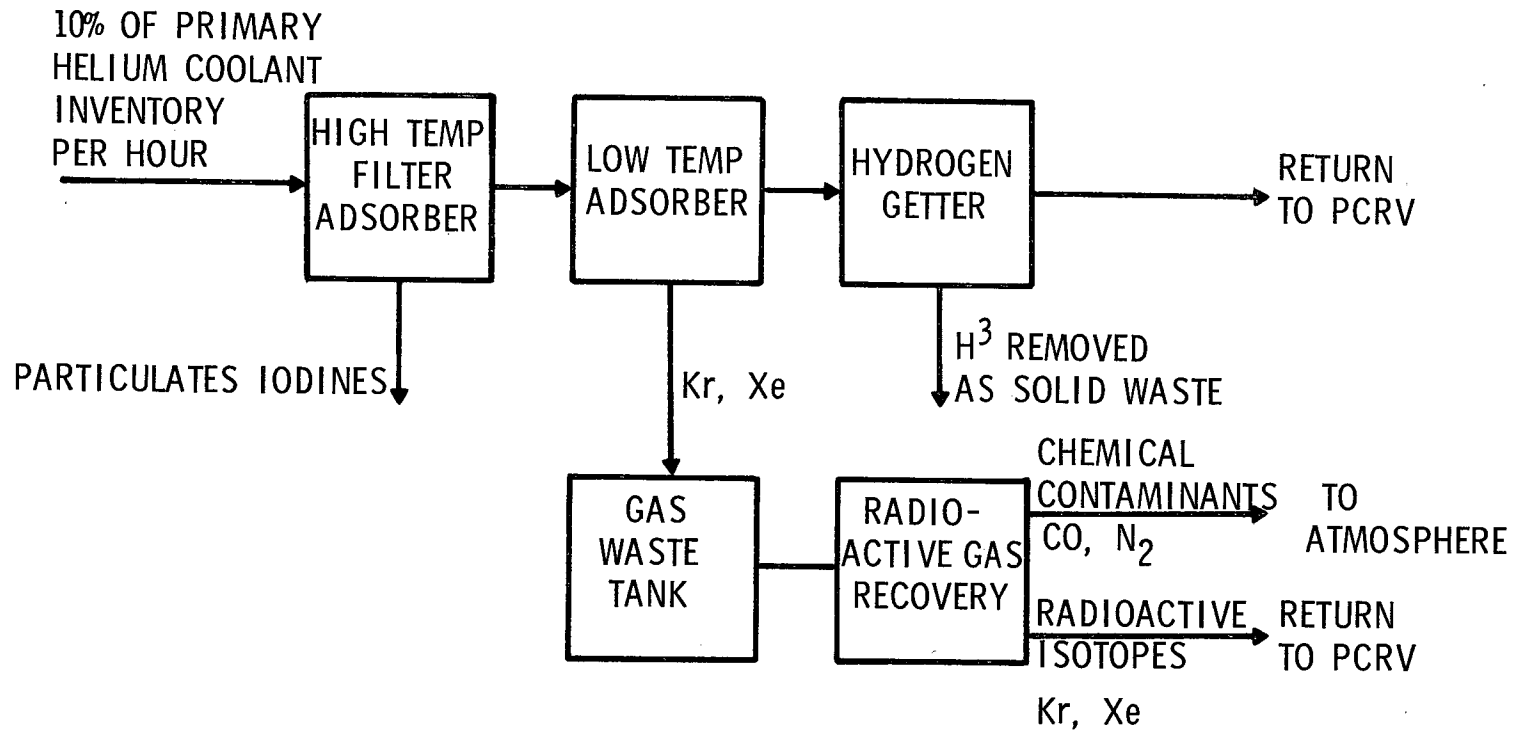 10% OF PRIMARY
HELIUM COOLANT
INVENTORY
PER HOUR
HIGH TEMP
FILTER
ADSORBER
LOW TEMP
ADSORBER
HYDROGEN
GETTER
RETURN
TO PCRV
PARTICULATES IODINES
Kr, Xe
H³ REMOVED
AS SOLID WASTE
GAS
WASTE
TANK
RADIO-
ACTIVE GAS
RECOVERY
CHEMICAL
CONTAMINANTS
CO, N₂
TO
ATMOSPHERE
RADIOACTIVE
ISOTOPES
Kr, Xe
RETURN
TO PCRV